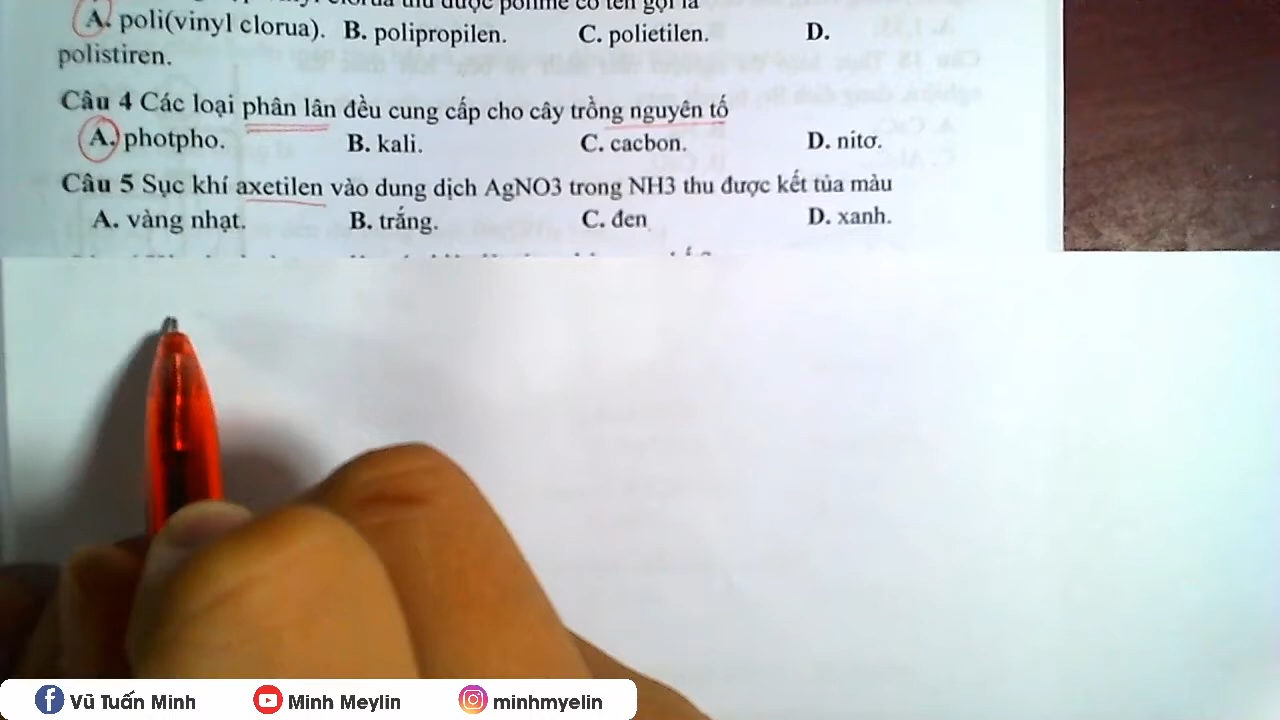 A. poli(vinyl clorua). B. polipropilen. C. polietilen. D.
polistiren.
Câu 4 Các loại phân lân đều cung cấp cho cây trồng nguyên tố
A. photpho. B. kali. C. cacbon. D. nitơ.
Câu 5 Sục khí axetilen vào dung dịch AgNO3 trong NH3 thu được kết tủa màu
A. vàng nhạt. B. trắng. C. đen D. xanh.
Vũ Tuấn Minh Minh Meylin minhmyelin